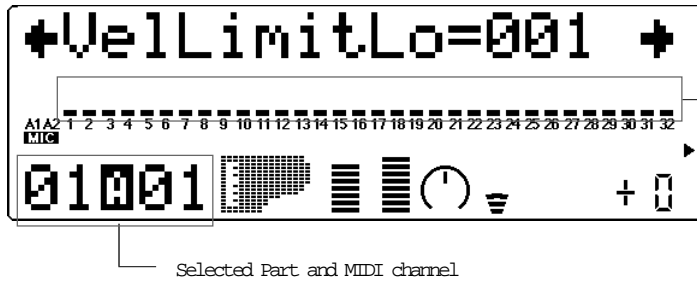 VelLimitLo=001
A1 A2 1 2 3 4 5 6 7 8 9 10 11 12 13 14 15 16 17 18 19 20 21 22 23 24 25 26 27 28 29 30 31 32
MIC
01A01 + 0
Selected Part and MIDI channel